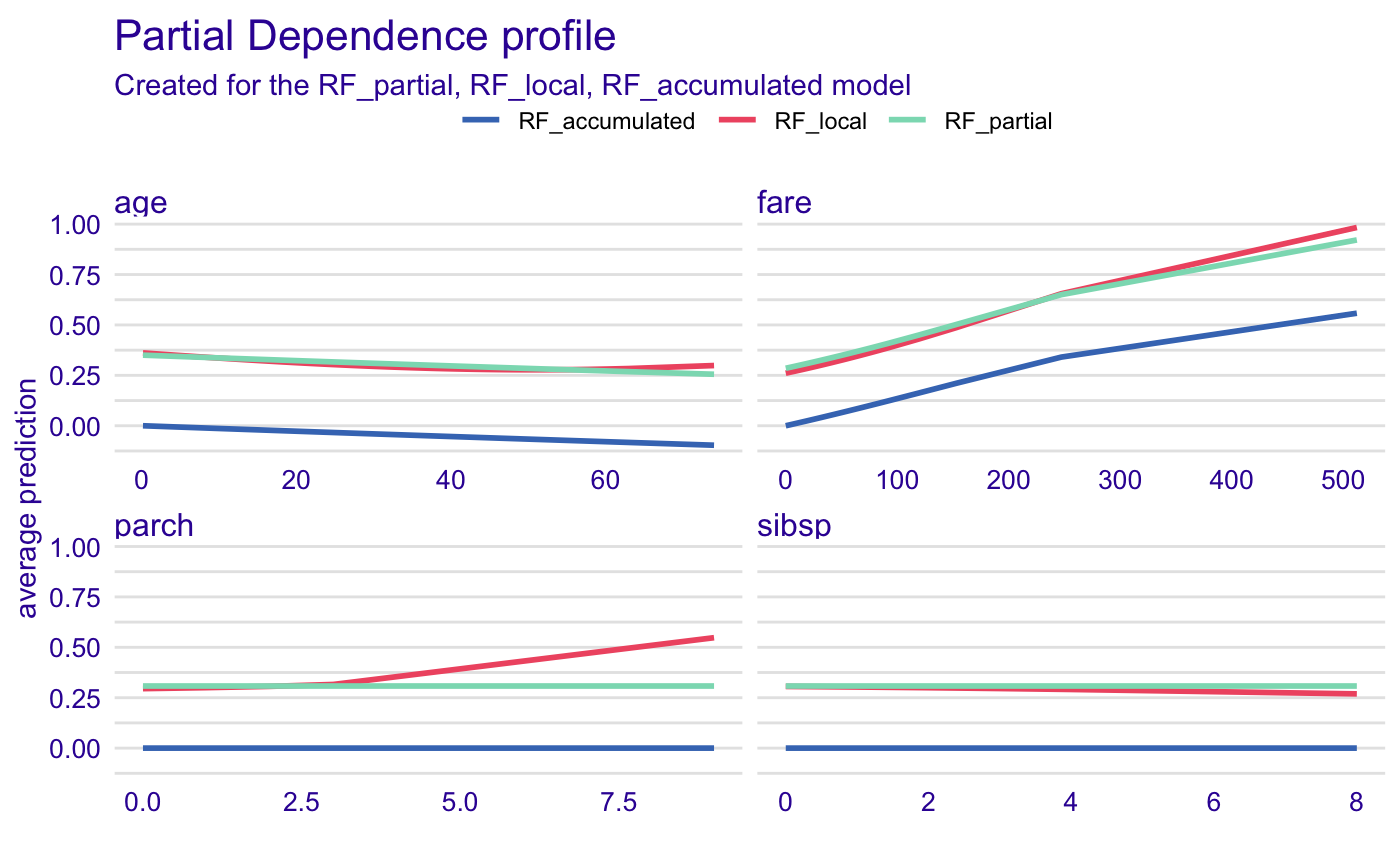 Partial Dependence profile
Created for the RF_partial, RF_local, RF_accumulated model
RF_accumulated RF_local RF_partial
average prediction
age
1.00
0.75
0.50
0.25
0.00
0 20 40 60
fare
0 100 200 300 400 500
parch
1.00
0.75
0.50
0.25
0.00
0.0 2.5 5.0 7.5
sibsp
0 2 4 6 8